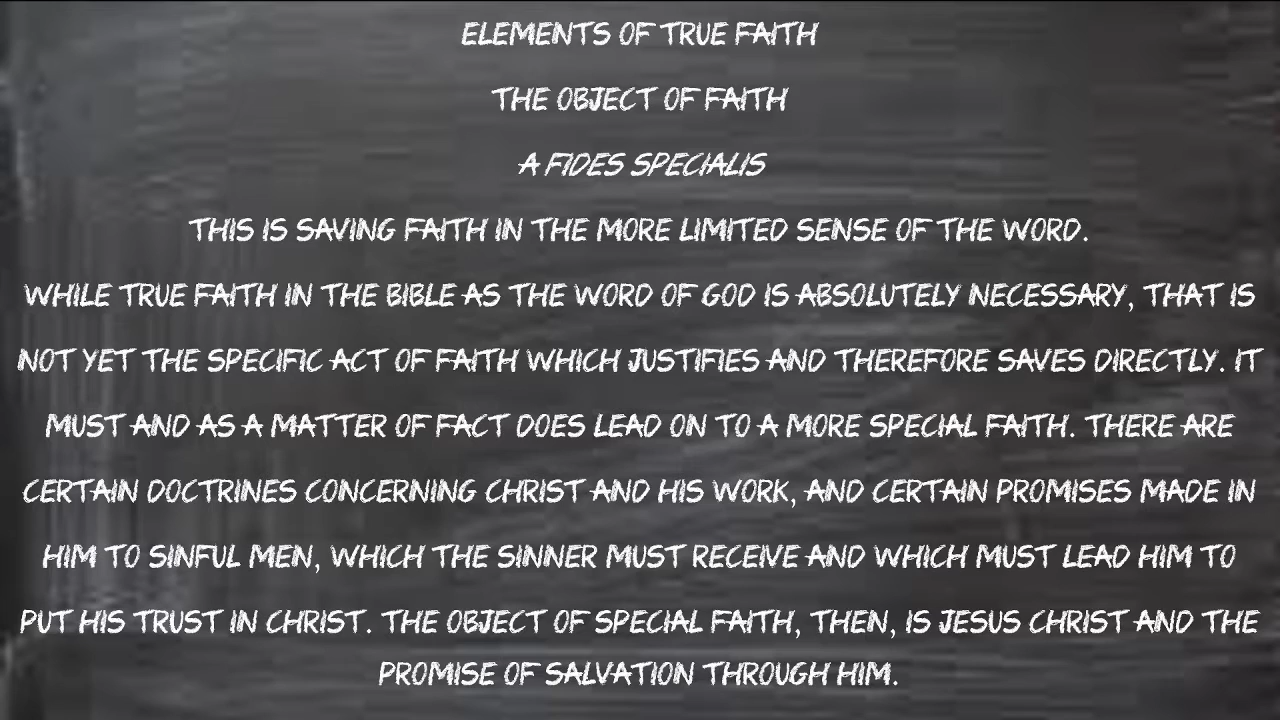 ELEMENTS OF TRUE FAITH
THE OBJECT OF FAITH
A FIDES SPECIALIS
THIS IS SAVING FAITH IN THE MORE LIMITED SENSE OF THE WORD.
WHILE TRUE FAITH IN THE BIBLE AS THE WORD OF GOD IS ABSOLUTELY NECESSARY, THAT IS
NOT YET THE SPECIFIC ACT OF FAITH WHICH JUSTIFIES AND THEREFORE SAVES DIRECTLY. IT
MUST AND AS A MATTER OF FACT DOES LEAD ON TO A MORE SPECIAL FAITH. THERE ARE
CERTAIN DOCTRINES CONCERNING CHRIST AND HIS WORK, AND CERTAIN PROMISES MADE IN
HIM TO SINFUL MEN, WHICH THE SINNER MUST RECEIVE AND WHICH MUST LEAD HIM TO
PUT HIS TRUST IN CHRIST. THE OBJECT OF SPECIAL FAITH, THEN, IS JESUS CHRIST AND THE
PROMISE OF SALVATION THROUGH HIM.